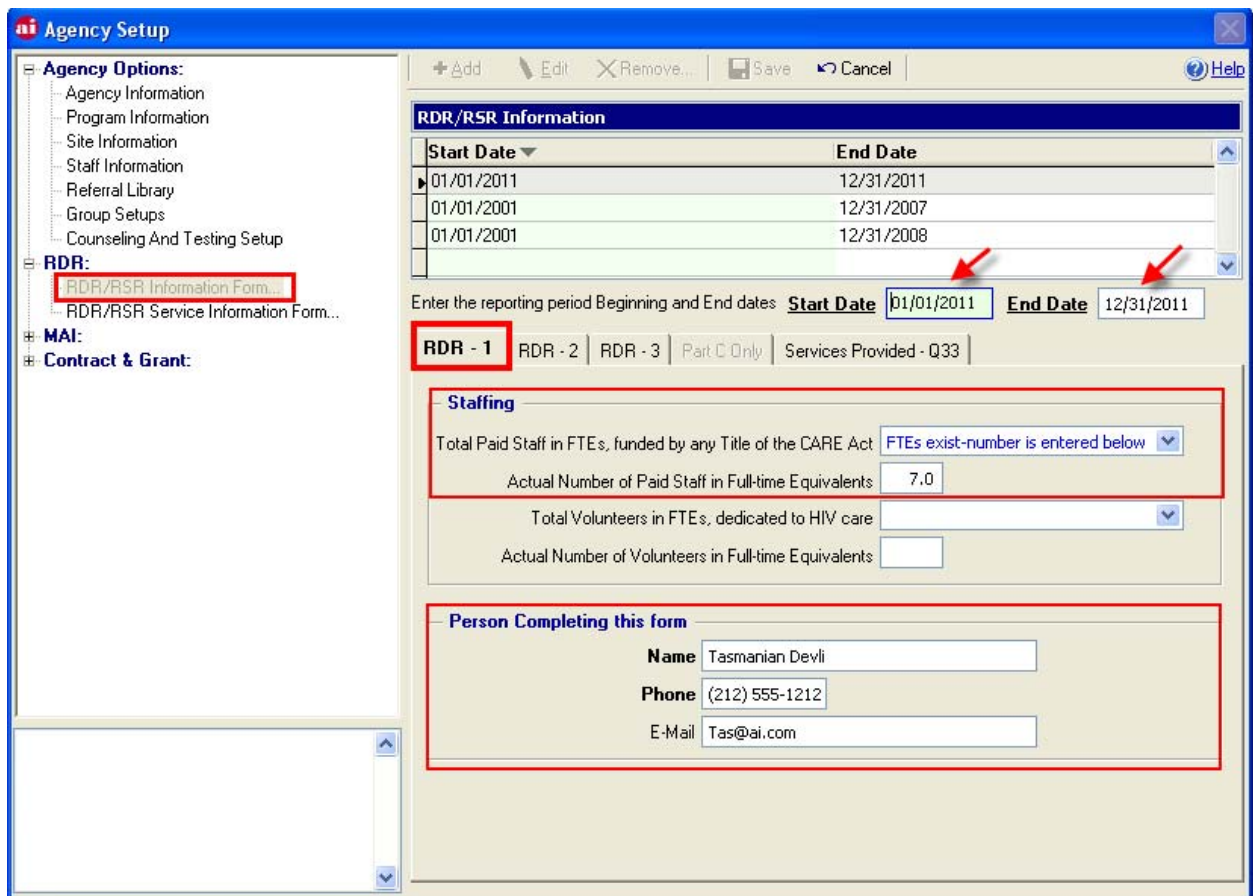 ai Agency Setup
Agency Options:
Agency Information
Program Information
Site Information
Staff Information
Referral Library
Group Setups
Counseling And Testing Setup
RDR:
RDR/RSR Information Form...
RDR/RSR Service Information Form...
MAI:
Contract & Grant:
Add Edit Remove... Save Cancel Help
RDR/RSR Information
Start Date End Date
01/01/2011 12/31/2011
01/01/2001 12/31/2007
01/01/2001 12/31/2008
Enter the reporting period Beginning and End dates Start Date 01/01/2011 End Date 12/31/2011
RDR - 1 RDR - 2 RDR - 3 Part C Only Services Provided - Q33
Staffing
Total Paid Staff in FTEs, funded by any Title of the CARE Act FTEs exist-number is entered below
Actual Number of Paid Staff in Full-time Equivalents 7.0
Total Volunteers in FTEs, dedicated to HIV care
Actual Number of Volunteers in Full-time Equivalents
Person Completing this form
Name Tasmanian Devli
Phone (212) 555-1212
E-Mail Tas@ai.com